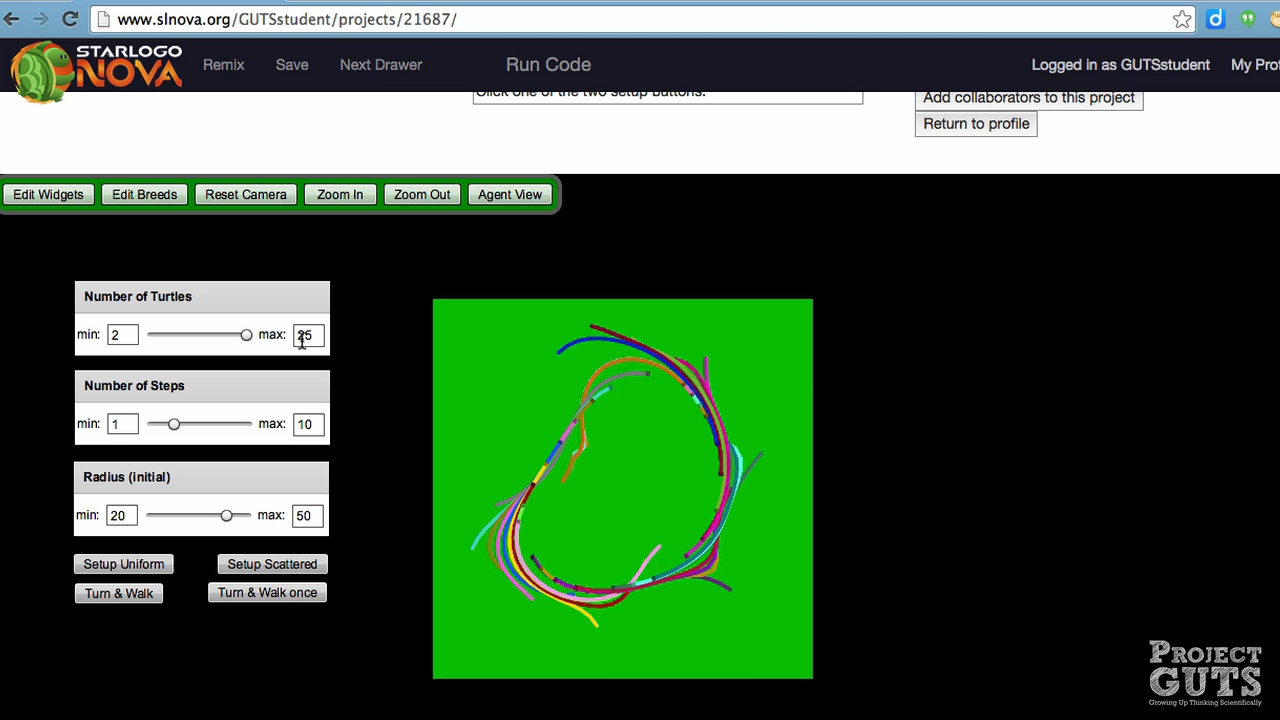 www.slnova.org/GUTSstudent/projects/21687/
STARLOGO
NOVA
Remix Save Next Drawer Run Code Logged in as GUTSstudent My Prof
Click one of the two setup buttons.
Add collaborators to this project
Return to profile
Edit Widgets Edit Breeds Reset Camera Zoom In Zoom Out Agent View
Number of Turtles
min: 2 max: 25
Number of Steps
min: 1 max: 10
Radius (initial)
min: 20 max: 50
Setup Uniform Setup Scattered
Turn & Walk Turn & Walk once
PROJECT
GUTS
Growing Up Thinking Scientifically